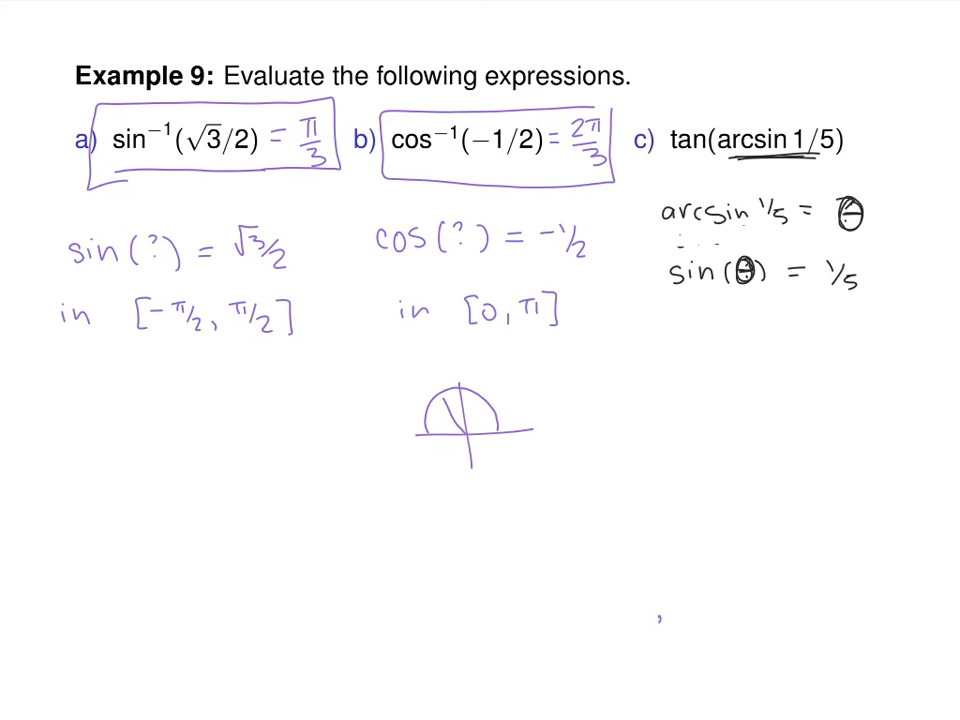 Example 9: Evaluate the following expressions.
a) sin⁻¹(√3/2) = π/3 b) cos⁻¹(−1/2) = 2π/3 c) tan(arcsin 1/5)
sin(?) = √3/2 cos(?) = -1/2 arcsin 1/5 = θ
in [-π/2, π/2] in [0, π] sin(θ) = 1/5